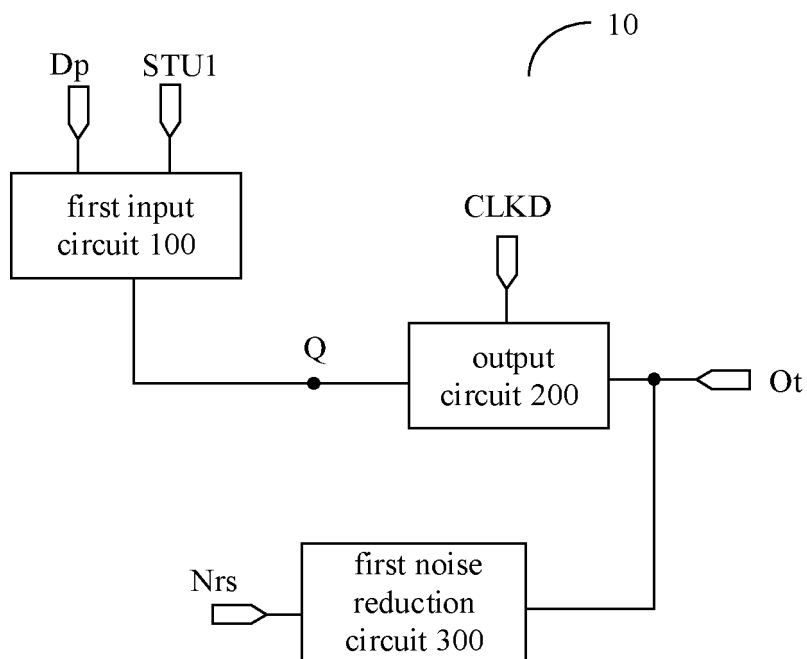 10
Dp
STU1
first input
circuit 100
CLKD
Q
output
circuit 200
Ot
Nrs
first noise
reduction
circuit 300